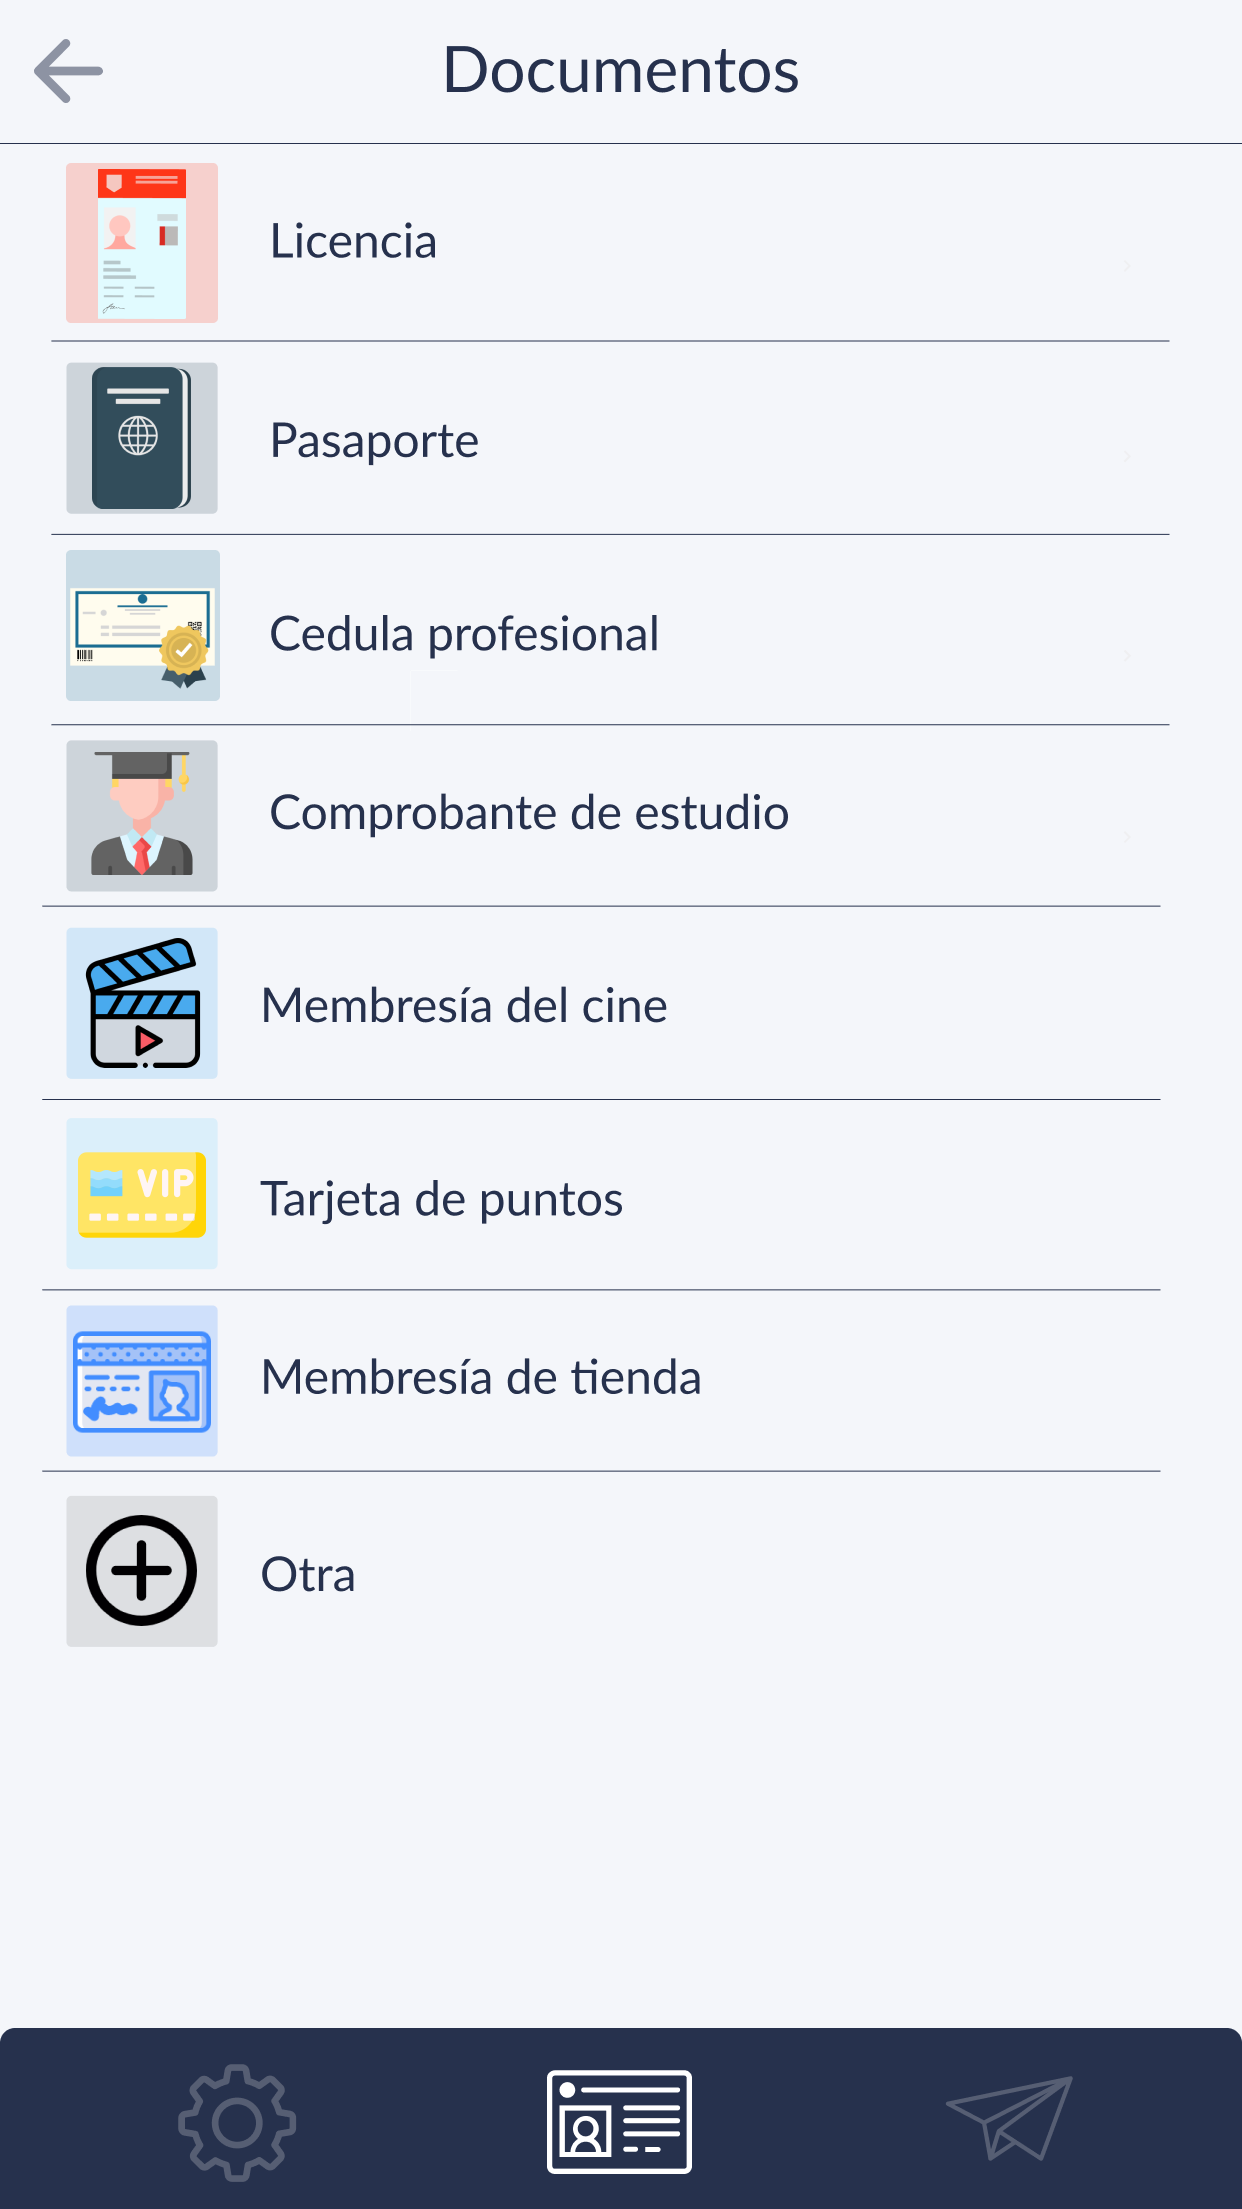 Documentos
Licencia
Pasaporte
Cedula profesional
Comprobante de estudio
Membresía del cine
VIP
Tarjeta de puntos
Membresía de tienda
Otra